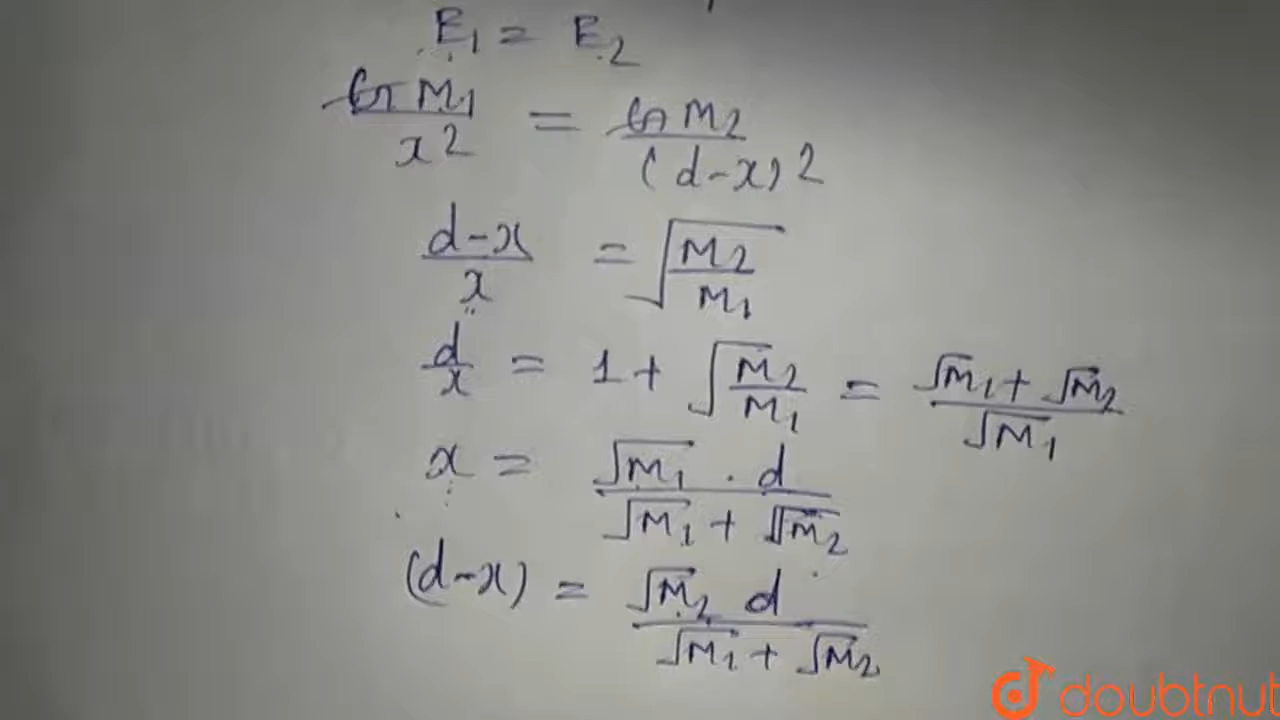 E₁ = E₂
GM₁/x² = GM₂/(d-x)²
(d-x)/x = √(M₂/M₁)
d/x = 1 + √(M₂/M₁) = (√M₁ + √M₂)/√M₁
x = (√M₁ . d)/(√M₁ + √M₂)
(d-x) = (√M₂ d)/(√M₁ + √M₂)
doubtnut